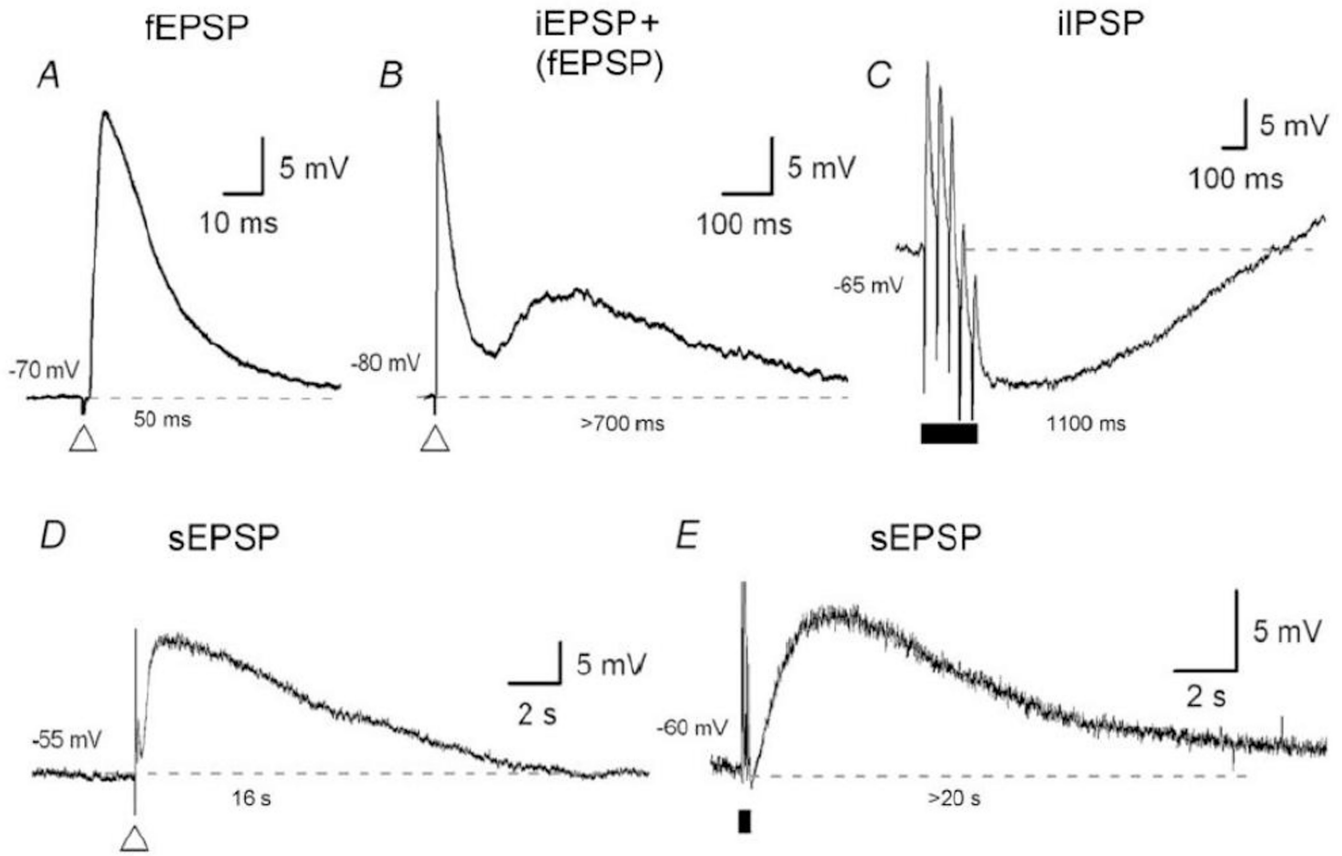 fEPSP
iEPSP+
(fEPSP)
iIPSP
A
B
C
5 mV
10 ms
-70 mV
50 ms
5 mV
100 ms
-80 mV
>700 ms
5 mV
100 ms
-65 mV
1100 ms
D
sEPSP
E
sEPSP
5 mV
2 s
-55 mV
16 s
5 mV
2 s
-60 mV
>20 s